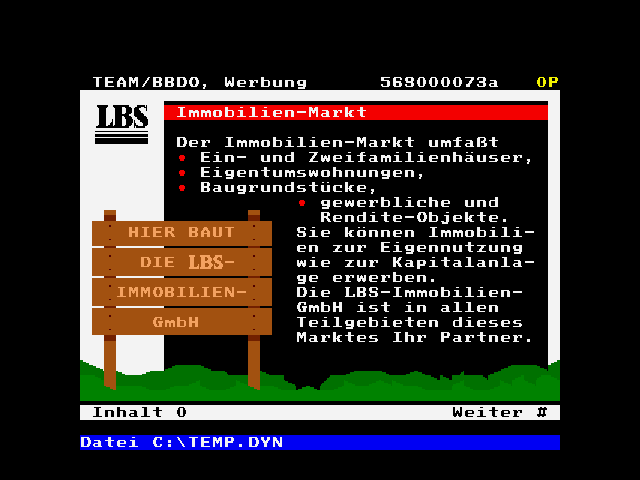 TEAM/BBDO, Werbung 569000073a 0P
LBS
Immobilien-Markt
Der Immobilien-Markt umfaßt
Ein- und Zweifamilienhäuser,
Eigentumswohnungen,
Baugrundstücke,
gewerbliche und
Rendite-Objekte.
Sie können Immobili-
en zur Eigennutzung
wie zur Kapitalanla-
ge erwerben.
Die LBS-Immobilien-
GmbH ist in allen
Teilgebieten dieses
Marktes Ihr Partner.
HIER BAUT
DIE LBS-
IMMOBILIEN-
GmbH
Inhalt 0 Weiter #
Datei C:\TEMP.DYN